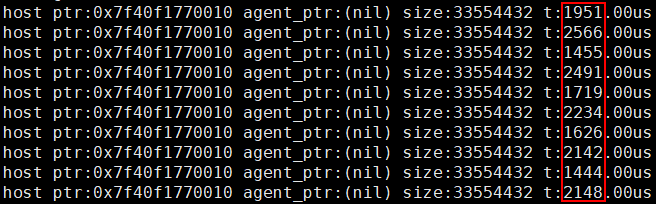 host ptr:0x7f40f1770010 agent_ptr:(nil) size:33554432 t:1951.00us
host ptr:0x7f40f1770010 agent_ptr:(nil) size:33554432 t:2566.00us
host ptr:0x7f40f1770010 agent_ptr:(nil) size:33554432 t:1455.00us
host ptr:0x7f40f1770010 agent_ptr:(nil) size:33554432 t:2491.00us
host ptr:0x7f40f1770010 agent_ptr:(nil) size:33554432 t:1719.00us
host ptr:0x7f40f1770010 agent_ptr:(nil) size:33554432 t:2234.00us
host ptr:0x7f40f1770010 agent_ptr:(nil) size:33554432 t:1626.00us
host ptr:0x7f40f1770010 agent_ptr:(nil) size:33554432 t:2142.00us
host ptr:0x7f40f1770010 agent_ptr:(nil) size:33554432 t:1444.00us
host ptr:0x7f40f1770010 agent_ptr:(nil) size:33554432 t:2148.00us